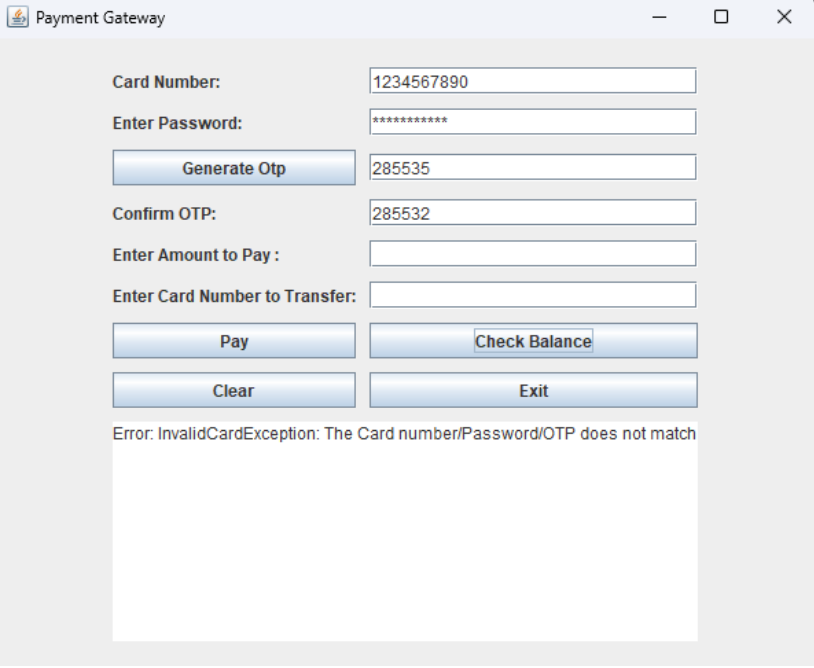 Payment Gateway
Card Number: 1234567890
Enter Password: ***********
Generate Otp 285535
Confirm OTP: 285532
Enter Amount to Pay :
Enter Card Number to Transfer:
Pay Check Balance
Clear Exit
Error: InvalidCardException: The Card number/Password/OTP does not match